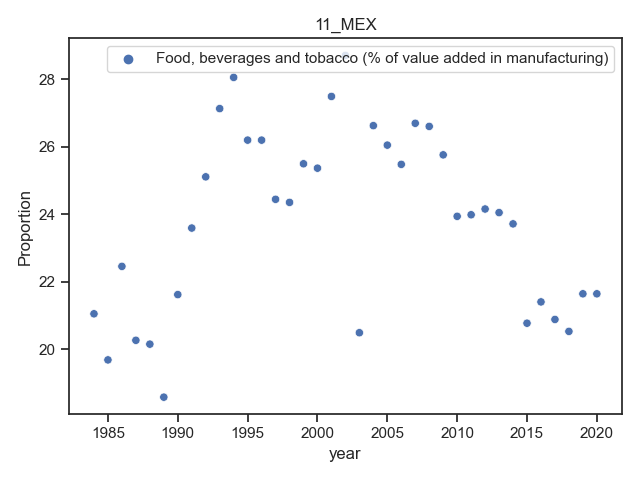 11_MEX
Food, beverages and tobacco (% of value added in manufacturing)
28
26
24
22
20
Proportion
1985 1990 1995 2000 2005 2010 2015 2020
year